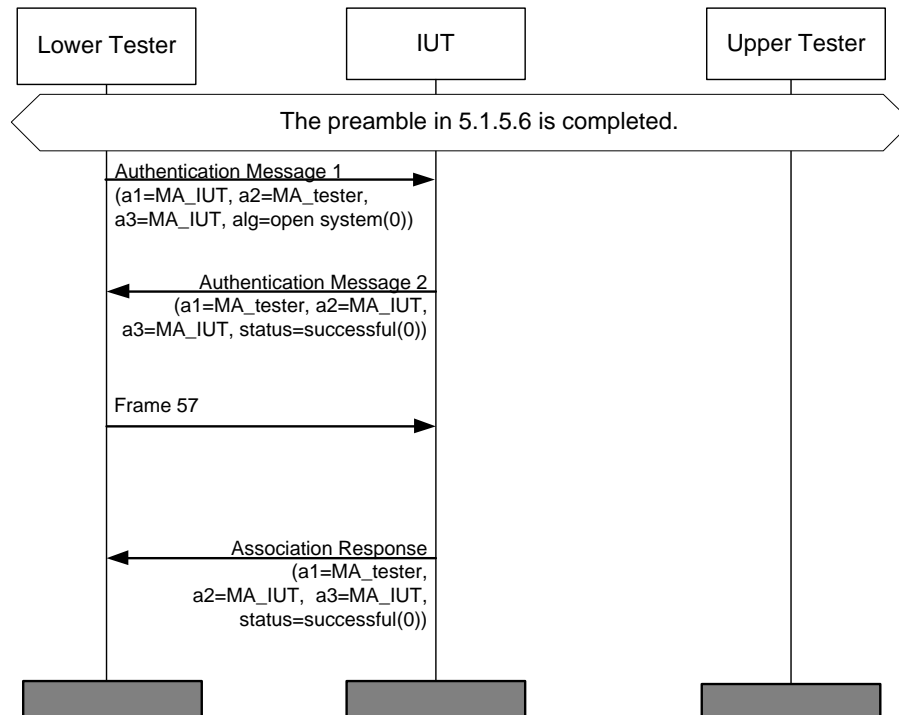 Lower Tester
IUT
Upper Tester
The preamble in 5.1.5.6 is completed.
Authentication Message 1
(a1=MA_IUT, a2=MA_tester,
a3=MA_IUT, alg=open system(0))
Authentication Message 2
(a1=MA_tester, a2=MA_IUT,
a3=MA_IUT, status=successful(0))
Frame 57
Association Response
(a1=MA_tester,
a2=MA_IUT,  a3=MA_IUT,
status=successful(0))